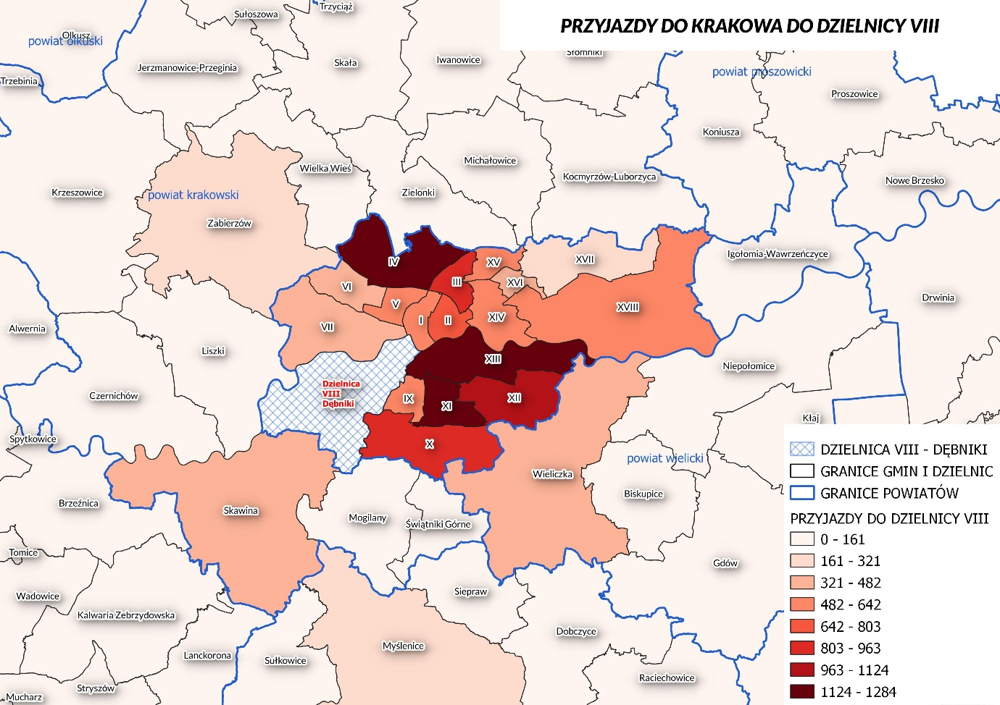 PRZYJAZDY DO KRAKOWA DO DZIELNICY VIII
Trzyciąż
Sułoszowa
Olkusz
powiat olkuski
Słomniki
Iwanowice
Skała
Jerzmanowice-Przeginia
powiat proszowicki
Trzebinia
Proszowice
Koniusza
Michałowice
Wielka Wieś
Kocmyrzów-Luborzyca
Nowe Brzesko
Krzeszowice
powiat krakowski
Zielonki
Zabierzów
Igołomia-Wawrzeńczyce
IV
XV
XVII
III
XVI
VI
Drwinia
V
XVIII
I
II
XIV
VII
Alwernia
Liszki
XIII
Niepołomice
Dzielnica
VIII
Dębniki
Czernichów
IX
XI
XII
Kłaj
Spytkowice
X
powiat wielicki
Wieliczka
Biskupice
Brzeźnica
Skawina
Mogilany
Świątniki Górne
Tomice
Gdów
Siepraw
Wadowice
Kalwaria Zebrzydowska
Dobczyce
Myślenice
Lanckorona
Sułkowice
Raciechowice
Stryszów
Mucharz
DZIELNICA VIII - DĘBNIKI
GRANICE GMIN I DZIELNIC
GRANICE POWIATÓW
PRZYJAZDY DO DZIELNICY VIII
0 - 161
161 - 321
321 - 482
482 - 642
642 - 803
803 - 963
963 - 1124
1124 - 1284